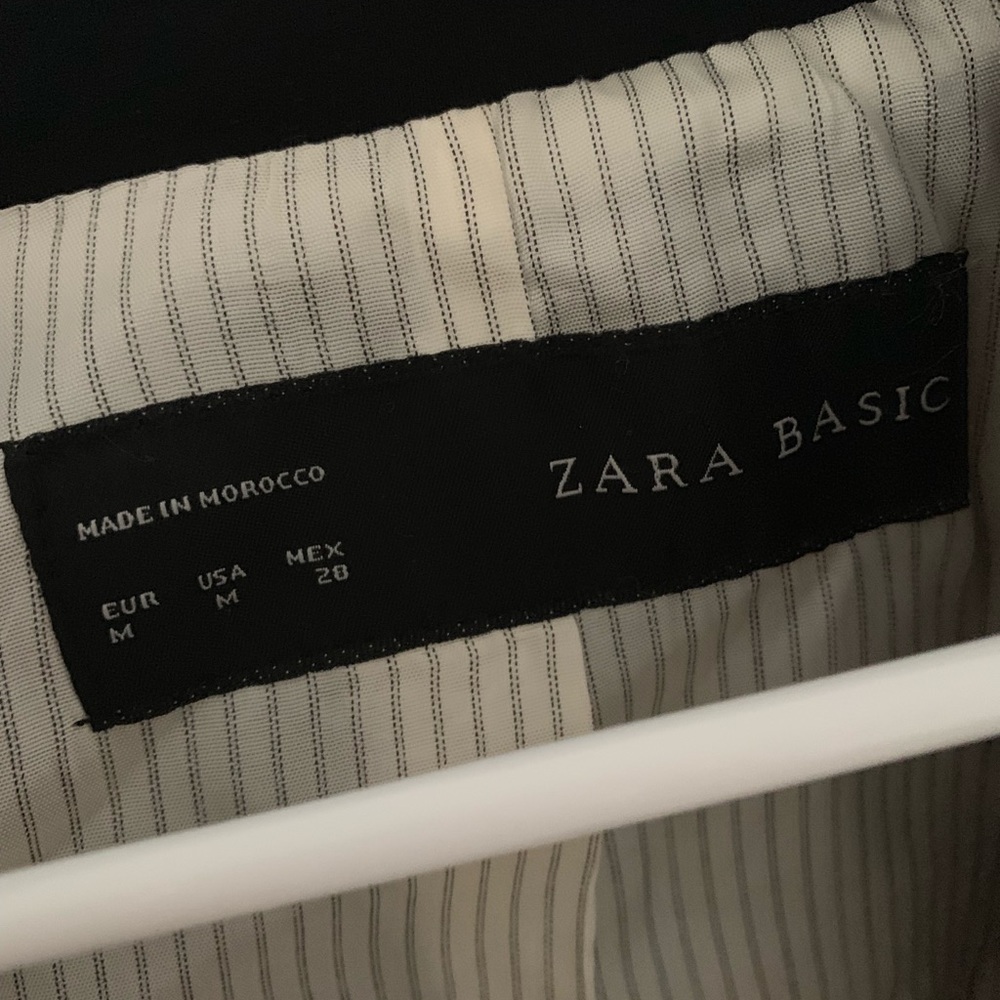 ZARA BASIC
MADE IN MOROCCO
EUR USA MEX
M M 28